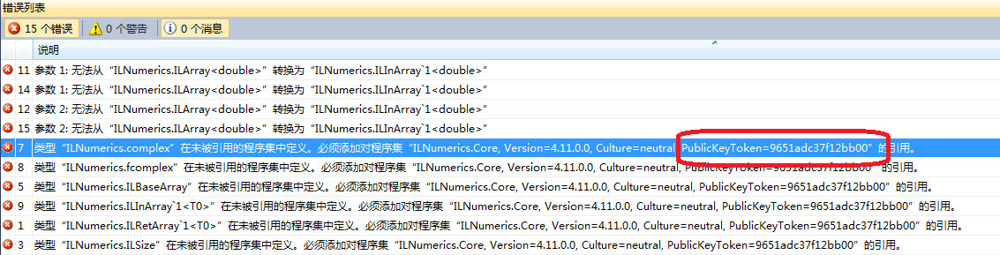 错误列表
15 个错误 0 个警告 0 个消息
说明
11 参数 1: 无法从“ILNumerics.ILArray<double>”转换为“ILNumerics.ILInArray`1<double>”
14 参数 1: 无法从“ILNumerics.ILArray<double>”转换为“ILNumerics.ILInArray`1<double>”
12 参数 2: 无法从“ILNumerics.ILArray<double>”转换为“ILNumerics.ILInArray`1<double>”
15 参数 2: 无法从“ILNumerics.ILArray<double>”转换为“ILNumerics.ILInArray`1<double>”
7 类型“ILNumerics.complex”在未被引用的程序集中定义。必须添加对程序集“ILNumerics.Core, Version=4.11.0.0, Culture=neutral, PublicKeyToken=9651adc37f12bb00”的引用。
8 类型“ILNumerics.fcomplex”在未被引用的程序集中定义。必须添加对程序集“ILNumerics.Core, Version=4.11.0.0, Culture=neutral, PublicKeyToken=9651adc37f12bb00”的引用。
5 类型“ILNumerics.ILBaseArray”在未被引用的程序集中定义。必须添加对程序集“ILNumerics.Core, Version=4.11.0.0, Culture=neutral, PublicKeyToken=9651adc37f12bb00”的引用。
9 类型“ILNumerics.ILInArray`1<T0>”在未被引用的程序集中定义。必须添加对程序集“ILNumerics.Core, Version=4.11.0.0, Culture=neutral, PublicKeyToken=9651adc37f12bb00”的引用。
1 类型“ILNumerics.ILRetArray`1<T0>”在未被引用的程序集中定义。必须添加对程序集“ILNumerics.Core, Version=4.11.0.0, Culture=neutral, PublicKeyToken=9651adc37f12bb00”的引用。
3 类型“ILNumerics.ILSize”在未被引用的程序集中定义。必须添加对程序集“ILNumerics.Core, Version=4.11.0.0, Culture=neutral, PublicKeyToken=9651adc37f12bb00”的引用。